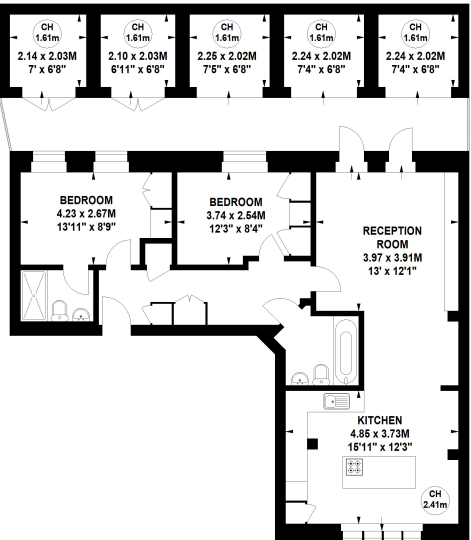 CH
1.61m
2.14 x 2.03M
7' x 6'8"
CH
1.61m
2.10 x 2.03M
6'11" x 6'8"
CH
1.61m
2.25 x 2.02M
7'5" x 6'8"
CH
1.61m
2.24 x 2.02M
7'4" x 6'8"
CH
1.61m
2.24 x 2.02M
7'4" x 6'8"
BEDROOM
4.23 x 2.67M
13'11" x 8'9"
BEDROOM
3.74 x 2.54M
12'3" x 8'4"
RECEPTION
ROOM
3.97 x 3.91M
13' x 12'1"
KITCHEN
4.85 x 3.73M
15'11" x 12'3"
CH
2.41m